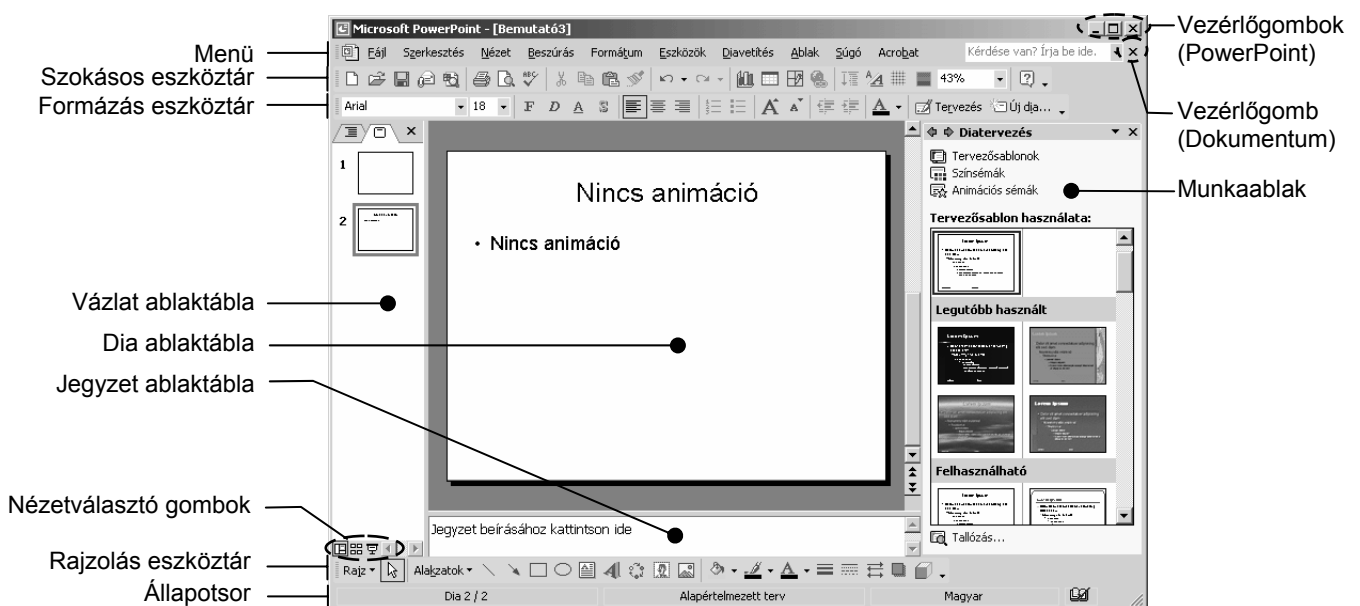 Microsoft PowerPoint - [Bemutató3]
Vezérlőgombok
(PowerPoint)
Menü
Fájl Szerkesztés Nézet Beszúrás Formátum Eszközök Diavetítés Ablak Súgó Acrobat Kérdése van? Írja be ide.
Szokásos eszköztár
43%
Formázás eszköztár
Arial 18 F D A S Tervezés Új dia...
Vezérlőgomb
(Dokumentum)
Diatervezés
Tervezősablonok
Színsémák
Animációs sémák
Munkaablak
1
2
Nincs animáció
• Nincs animáció
Tervezősablon használata:
Vázlat ablaktábla
Legutóbb használt
Dia ablaktábla
Jegyzet ablaktábla
Felhasználható
Nézetválasztó gombok
Jegyzet beírásához kattintson ide
Tallózás...
Rajzolás eszköztár
Rajz Alakzatok
Állapotsor
Dia 2 / 2 Alapértelmezett terv Magyar